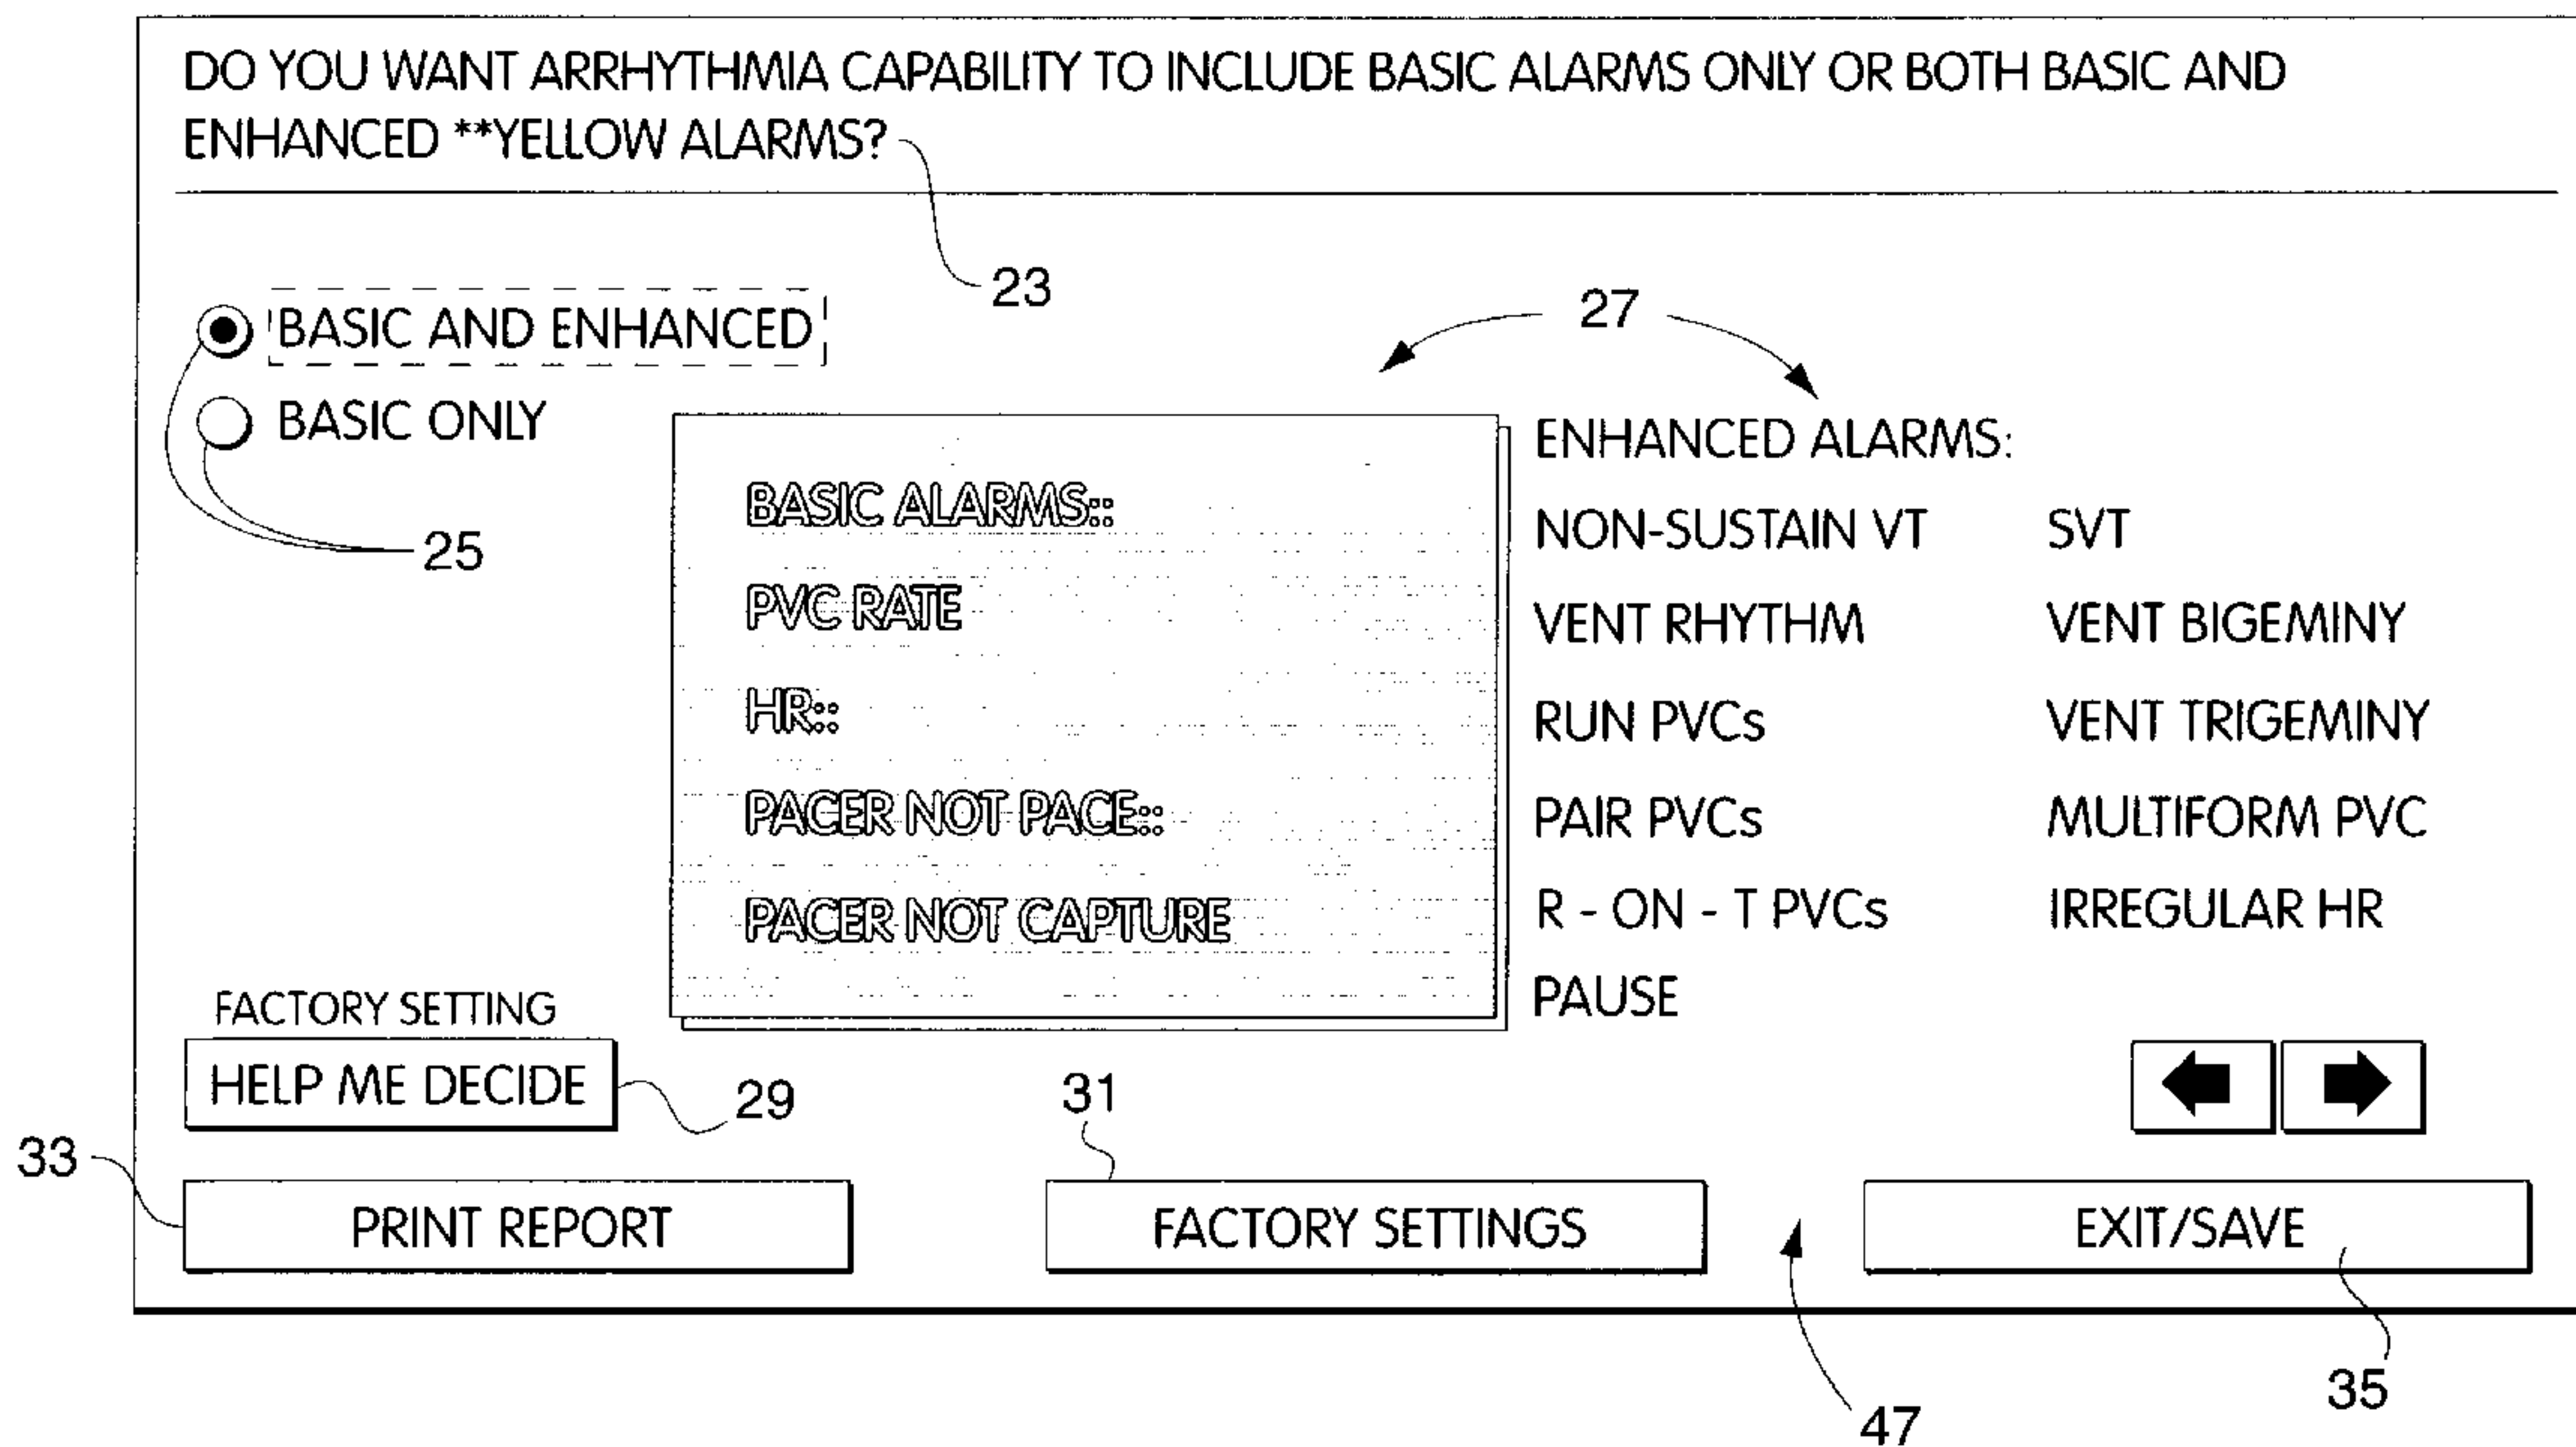 DO YOU WANT ARRHYTHMIA CAPABILITY TO INCLUDE BASIC ALARMS ONLY OR BOTH BASIC AND
ENHANCED **YELLOW ALARMS?
23
BASIC AND ENHANCED
BASIC ONLY
25
27
BASIC ALARMS::
PVC RATE
HR::
PACER NOT PACE::
PACER NOT CAPTURE
ENHANCED ALARMS:
NON-SUSTAIN VT SVT
VENT RHYTHM VENT BIGEMINY
RUN PVCs VENT TRIGEMINY
PAIR PVCs MULTIFORM PVC
R - ON - T PVCs IRREGULAR HR
PAUSE
FACTORY SETTING
HELP ME DECIDE
29
31
33
PRINT REPORT
FACTORY SETTINGS
EXIT/SAVE
35
47